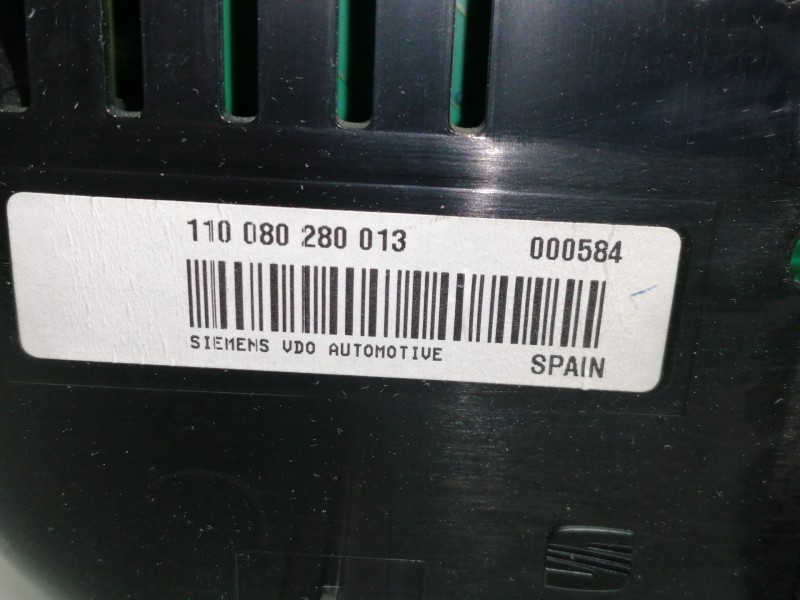 110 080 280 013 000584
SIEMENS VDO AUTOMOTIVE
SPAIN